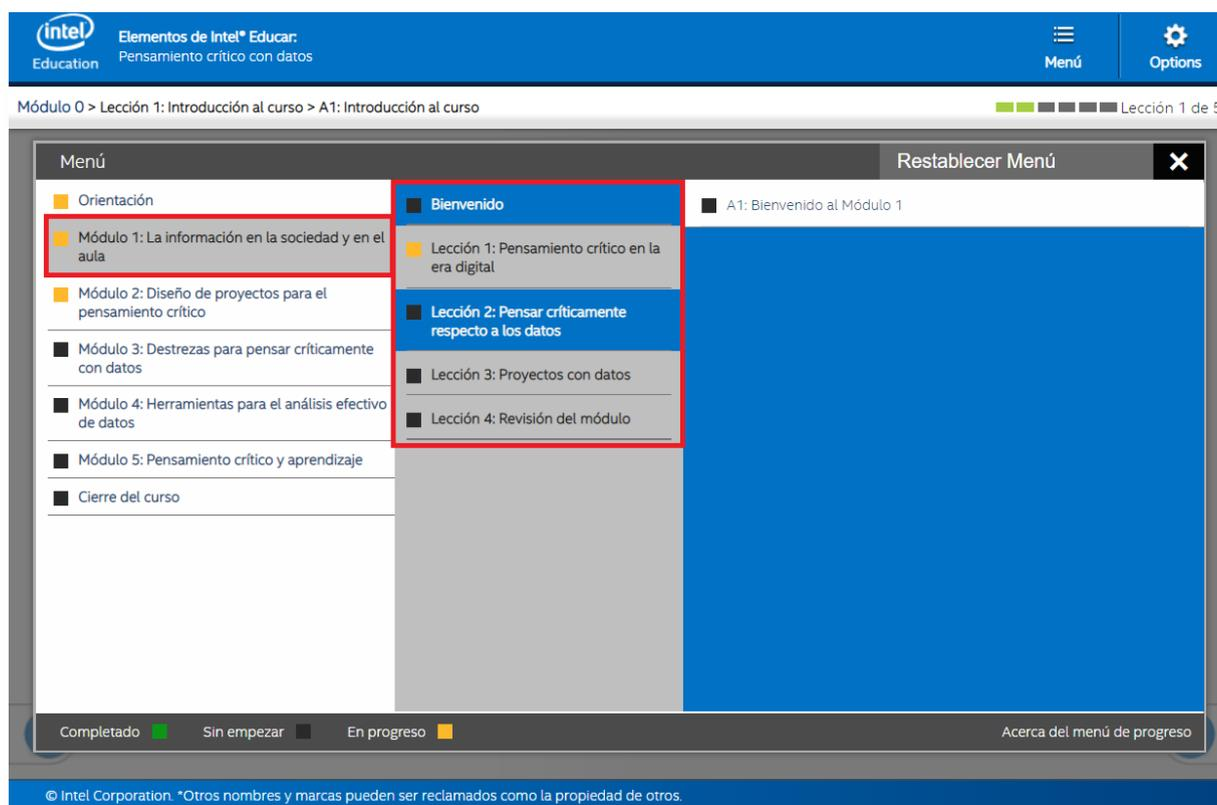 intel
Education
Elementos de Intel® Educar:
Pensamiento crítico con datos
Menú
Options
Módulo 0 > Lección 1: Introducción al curso > A1: Introducción al curso
Lección 1 de 5
Menú
Restablecer Menú
X
Orientación
Módulo 1: La información en la sociedad y en el
aula
Módulo 2: Diseño de proyectos para el
pensamiento crítico
Módulo 3: Destrezas para pensar críticamente
con datos
Módulo 4: Herramientas para el análisis efectivo
de datos
Módulo 5: Pensamiento crítico y aprendizaje
Cierre del curso
Bienvenido
Lección 1: Pensamiento crítico en la
era digital
Lección 2: Pensar críticamente
respecto a los datos
Lección 3: Proyectos con datos
Lección 4: Revisión del módulo
A1: Bienvenido al Módulo 1
Completado
Sin empezar
En progreso
Acerca del menú de progreso
© Intel Corporation. *Otros nombres y marcas pueden ser reclamados como la propiedad de otros.